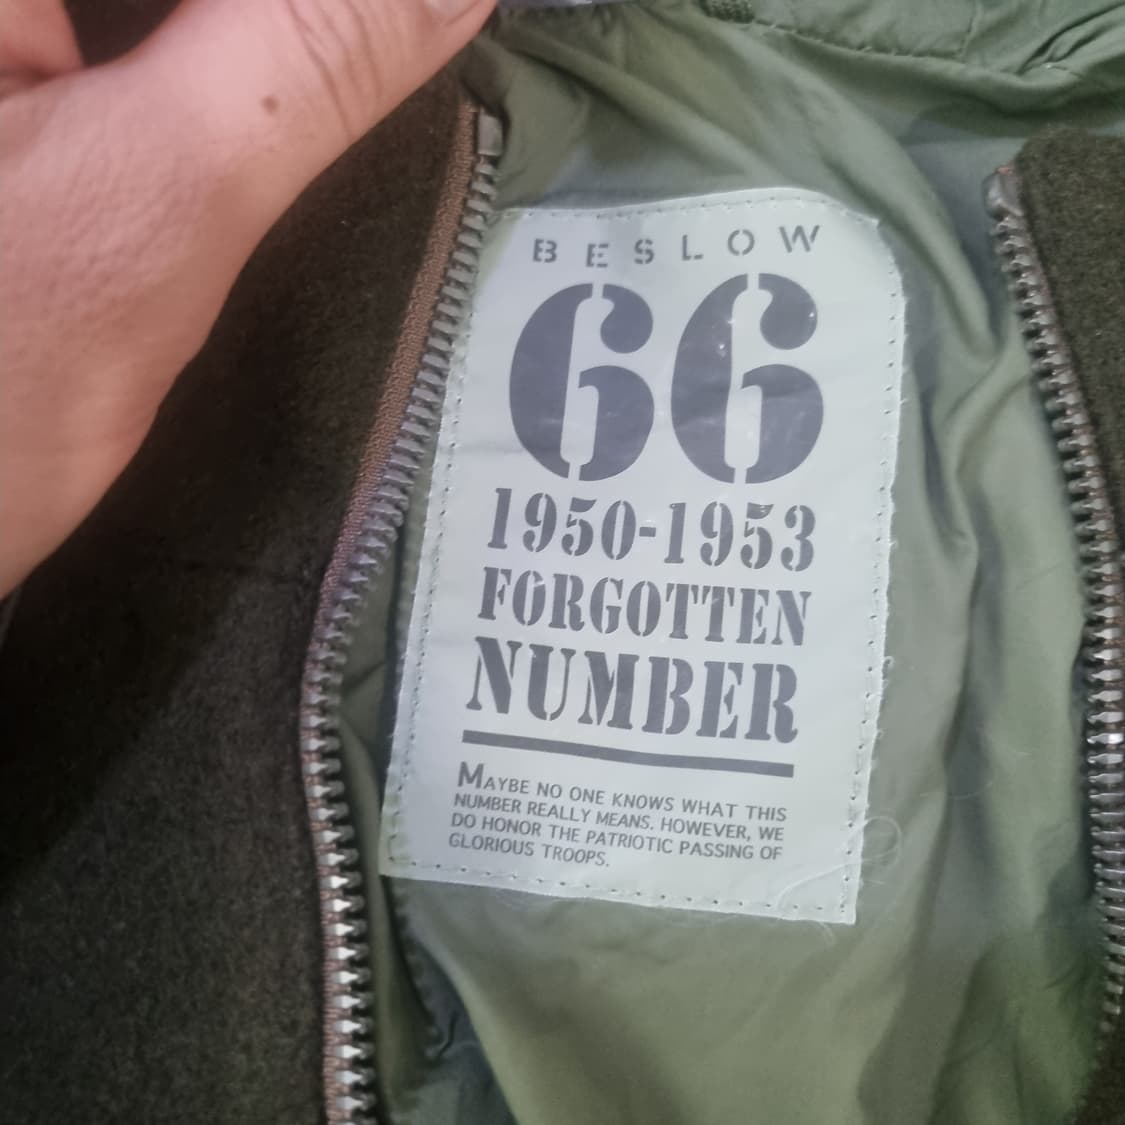 BESLOW
66
1950-1953
FORGOTTEN
NUMBER
MAYBE NO ONE KNOWS WHAT THIS
NUMBER REALLY MEANS. HOWEVER, WE
DO HONOR THE PATRIOTIC PASSING OF
GLORIOUS TROOPS.